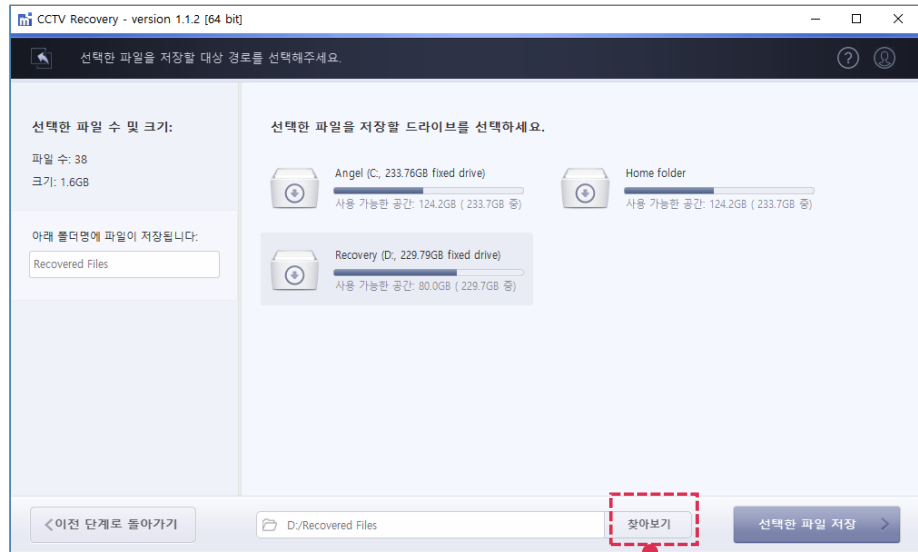 CCTV Recovery - version 1.1.2 [64 bit]
선택한 파일을 저장할 대상 경로를 선택해주세요.
선택한 파일 수 및 크기:
파일 수: 38
크기: 1.6GB
아래 폴더명에 파일이 저장됩니다:
Recovered Files
선택한 파일을 저장할 드라이브를 선택하세요.
Angel (C:, 233.76GB fixed drive)
사용 가능한 공간: 124.2GB ( 233.7GB 중)
Home folder
사용 가능한 공간: 124.2GB ( 233.7GB 중)
Recovery (D:, 229.79GB fixed drive)
사용 가능한 공간: 80.0GB ( 229.7GB 중)
이전 단계로 돌아가기
D:/Recovered Files
찾아보기
선택한 파일 저장